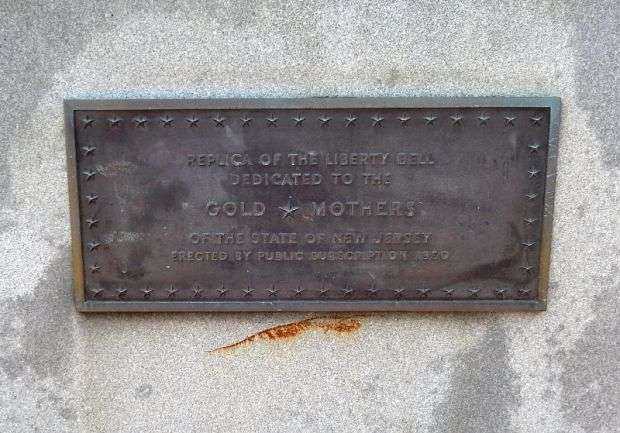 REPLICA OF THE LIBERTY BELL
DEDICATED TO THE
GOLD ★ MOTHERS
OF THE STATE OF NEW JERSEY
ERECTED BY PUBLIC SUBSCRIPTION